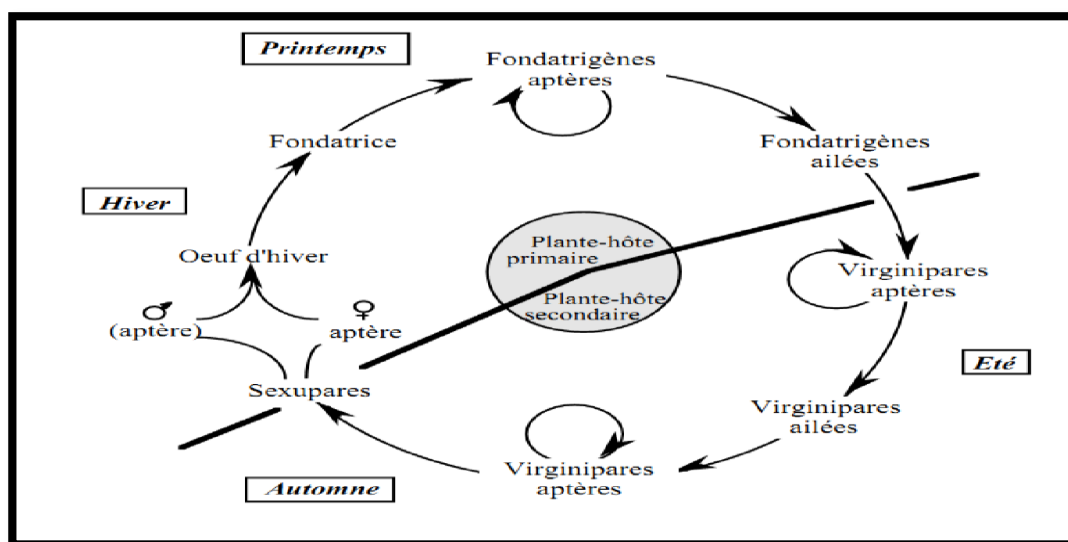 Printemps
Fondatrigènes
aptères
Fondatrice
Fondatrigènes
ailées
Hiver
Oeuf d'hiver
Plante-hôte
primaire
Plante-hôte
secondaire
Virginipares
aptères
♂
(aptère)
♀
aptère
Sexupares
Eté
Virginipares
ailées
Virginipares
aptères
Automne